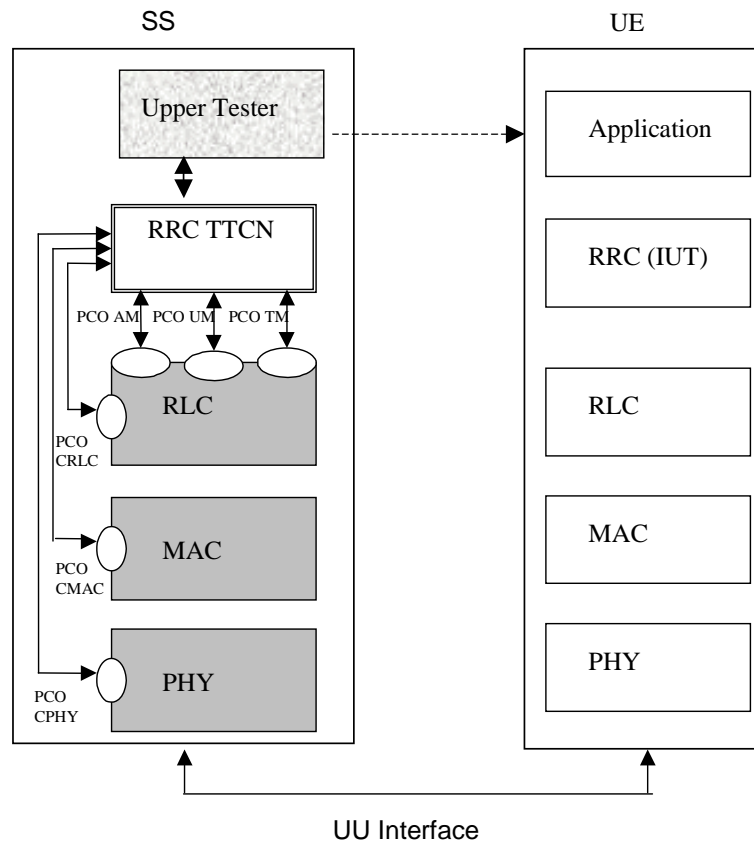 SS
UE
Upper Tester
Application
RRC TTCN
RRC (IUT)
PCO AM
PCO UM
PCO TM
RLC
RLC
PCO
CRLC
MAC
MAC
PCO
CMAC
PHY
PHY
PCO
CPHY
UU Interface